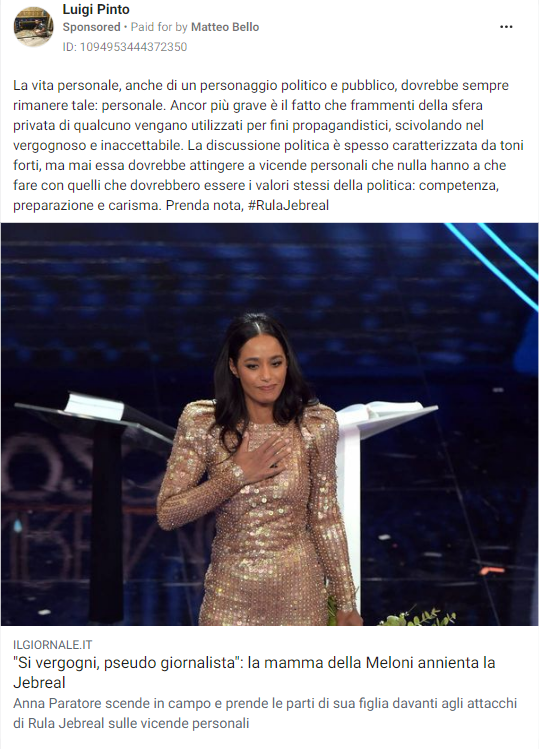 Luigi Pinto
Sponsored • Paid for by Matteo Bello
ID: 1094953444372350
La vita personale, anche di un personaggio politico e pubblico, dovrebbe sempre
rimanere tale: personale. Ancor più grave è il fatto che frammenti della sfera
privata di qualcuno vengano utilizzati per fini propagandistici, scivolando nel
vergognoso e inaccettabile. La discussione politica è spesso caratterizzata da toni
forti, ma mai essa dovrebbe attingere a vicende personali che nulla hanno a che
fare con quelli che dovrebbero essere i valori stessi della politica: competenza,
preparazione e carisma. Prenda nota, #RulaJebreal
ILGIORNALE.IT
"Si vergogni, pseudo giornalista": la mamma della Meloni annienta la
Jebreal
Anna Paratore scende in campo e prende le parti di sua figlia davanti agli attacchi
di Rula Jebreal sulle vicende personali